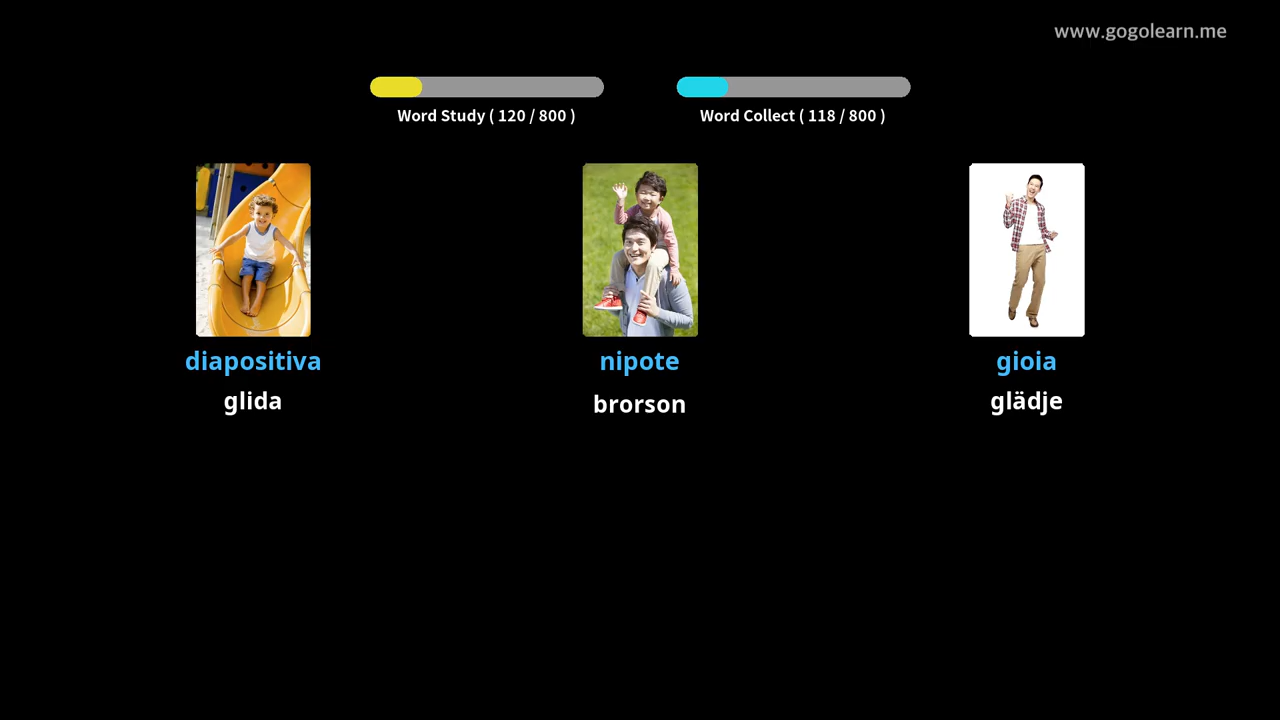 www.gogolearn.me
Word Study ( 120 / 800 )
Word Collect ( 118 / 800 )
diapositiva
glida
nipote
brorson
gioia
glädje